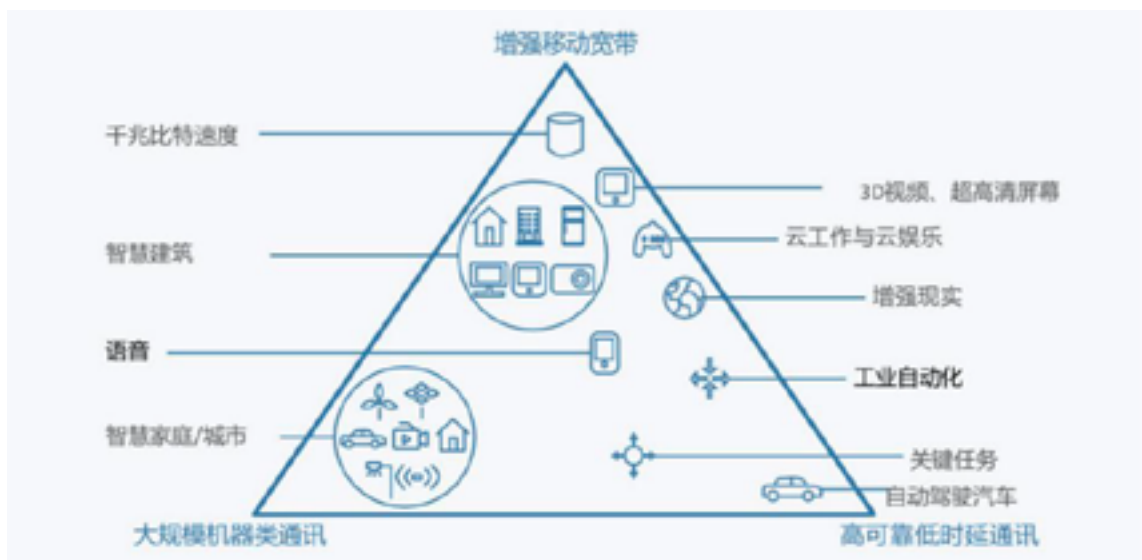 增强移动宽带
千兆比特速度
3D视频、超高清屏幕
云工作与云娱乐
智慧建筑
增强现实
语音
工业自动化
智慧家庭/城市
关键任务
自动驾驶汽车
大规模机器类通讯
高可靠低时延通讯